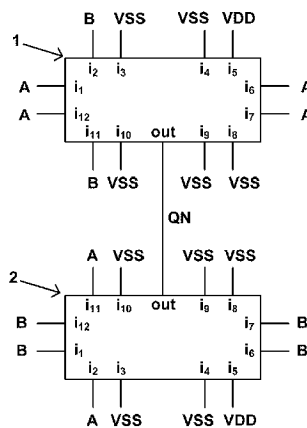 B VSS VSS VDD
1
i2 i3 i4 i5
A i1 i6 A
A i12 i7 A
i11 i10 out i9 i8
B VSS VSS VSS
QN
A VSS VSS VSS
2
i11 i10 out i9 i8
B i12 i7 B
B i1 i6 B
i2 i3 i4 i5
A VSS VSS VDD